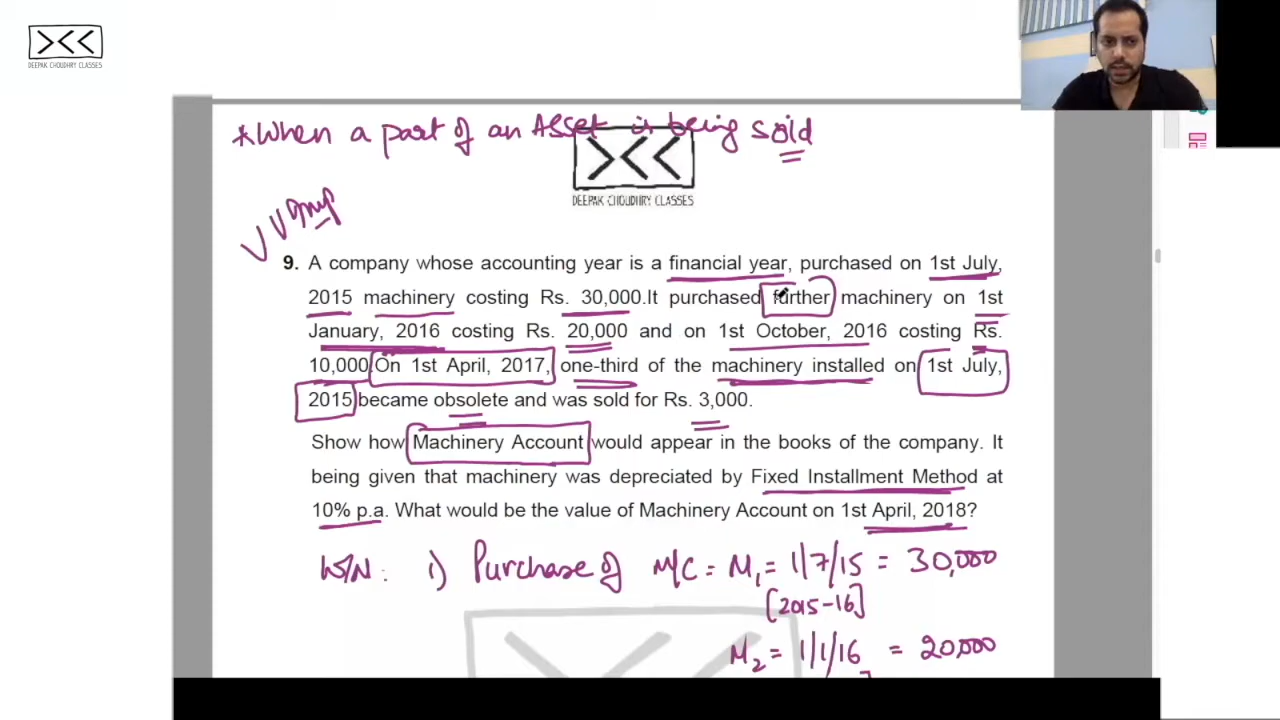 DEEPAK CHOUDHRY CLASSES
*When a part of an Asset is being sold
DEEPAK CHOUDHRY CLASSES
VV Imp
9. A company whose accounting year is a financial year, purchased on 1st July,
2015 machinery costing Rs. 30,000.It purchased further machinery on 1st
January, 2016 costing Rs. 20,000 and on 1st October, 2016 costing Rs.
10,000.On 1st April, 2017, one-third of the machinery installed on 1st July,
2015 became obsolete and was sold for Rs. 3,000.
Show how Machinery Account would appear in the books of the company. It
being given that machinery was depreciated by Fixed Installment Method at
10% p.a. What would be the value of Machinery Account on 1st April, 2018?
W/N: 1) Purchase of M/C = M1 = 1/7/15 = 30,000
[2015-16]
M2 = 1/1/16 = 20,000